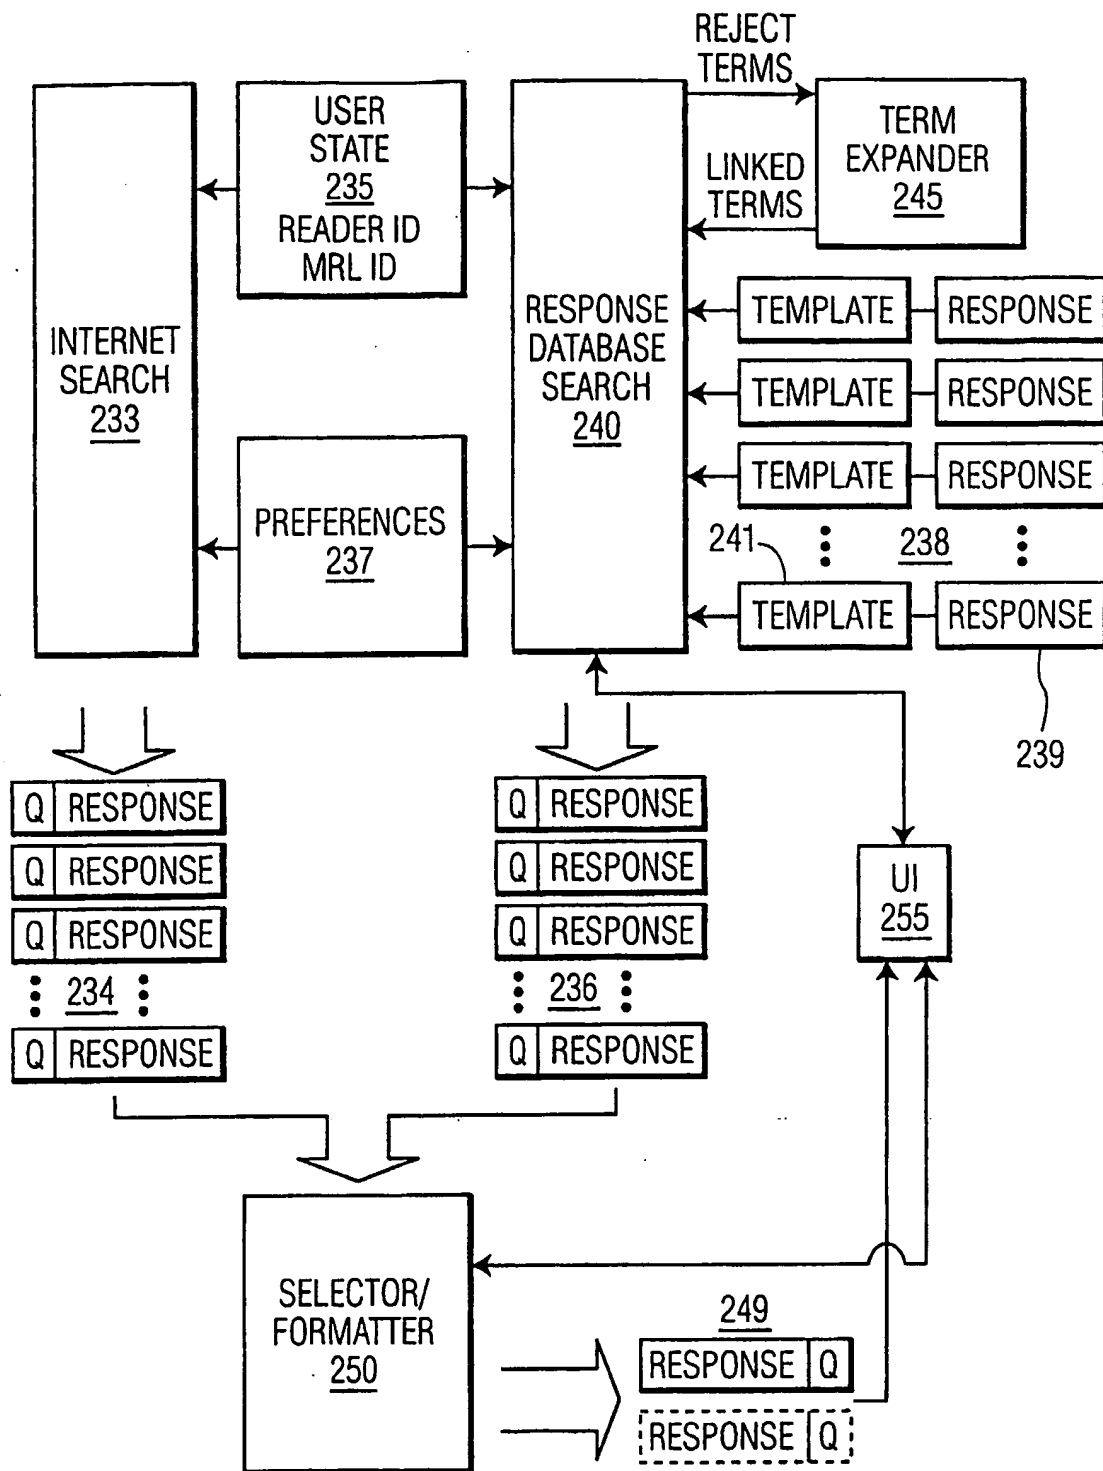 REJECT
TERMS
USER
STATE
235
READER ID
MRL ID
TERM
EXPANDER
245
LINKED
TERMS
INTERNET
SEARCH
233
RESPONSE
DATABASE
SEARCH
240
TEMPLATE RESPONSE
TEMPLATE RESPONSE
TEMPLATE RESPONSE
PREFERENCES
237
241
238
TEMPLATE RESPONSE
239
Q RESPONSE
Q RESPONSE
Q RESPONSE
234
Q RESPONSE
Q RESPONSE
Q RESPONSE
Q RESPONSE
236
Q RESPONSE
UI
255
SELECTOR/
FORMATTER
250
249
RESPONSE Q
RESPONSE Q